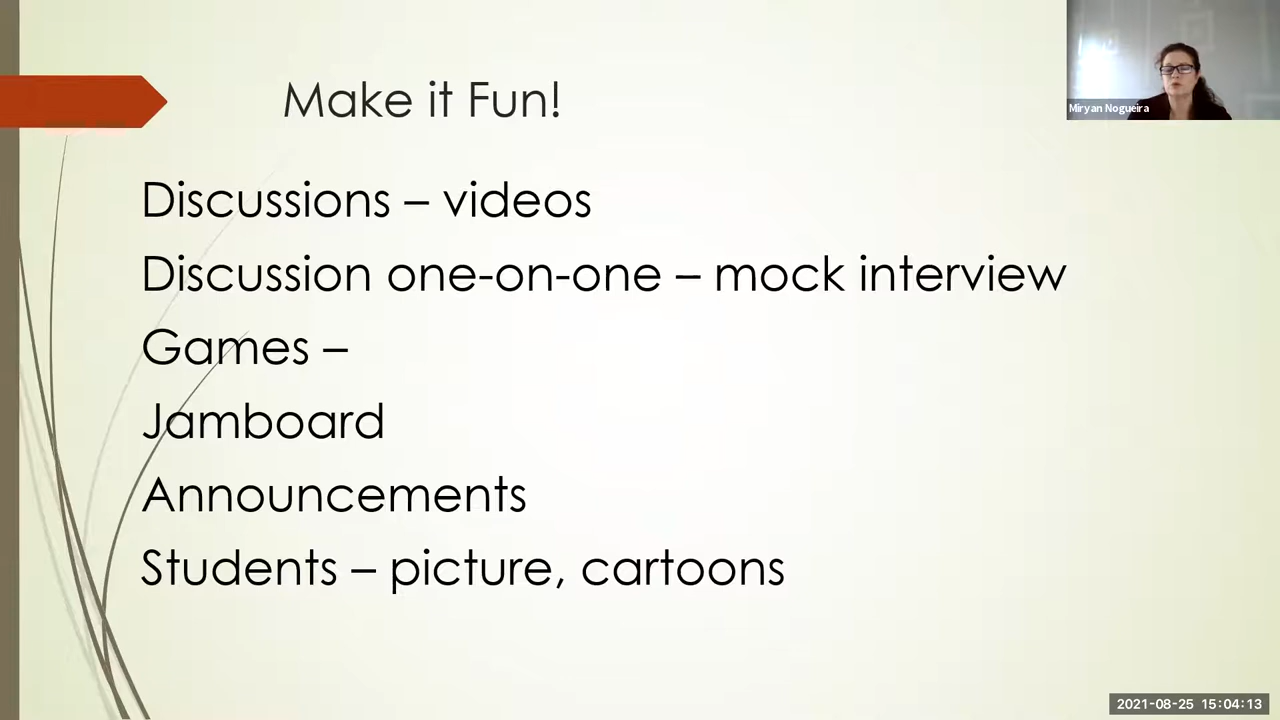 Make it Fun!
Miryan Nogueira
Discussions – videos
Discussion one-on-one – mock interview
Games –
Jamboard
Announcements
Students – picture, cartoons
2021-08-25 15:04:13